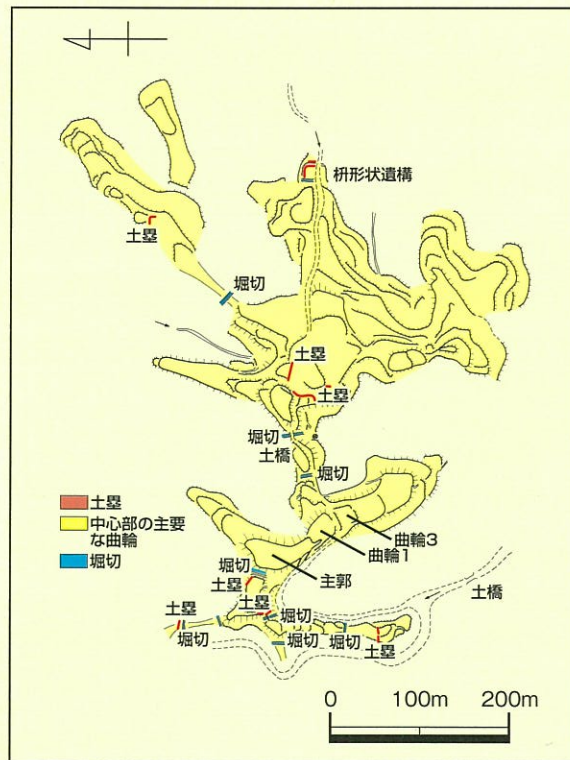 枡形状遺構
土塁
堀切
土塁
土塁
堀切
土橋
堀切
土塁
中心部の主要
な曲輪
堀切
曲輪3
曲輪1
主郭
堀切
土塁
土橋
土塁
土塁
堀切
堀切
堀切
堀切
土塁
0 100m 200m